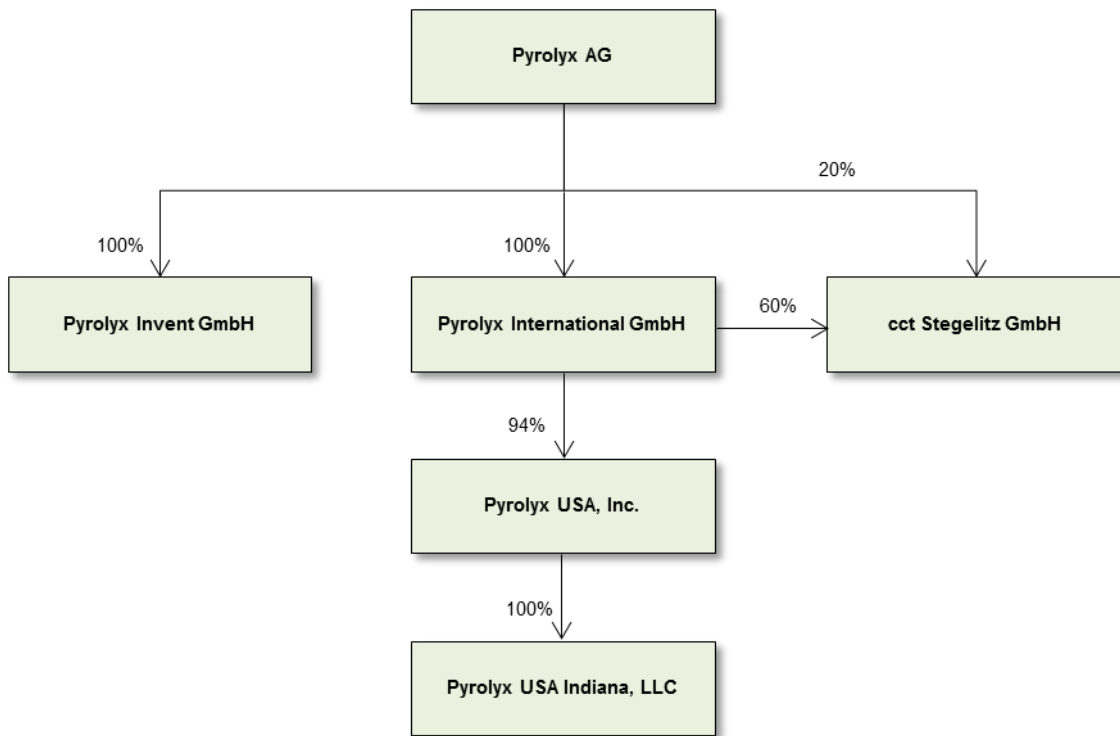 Pyrolyx AG
20%
100%
100%
Pyrolyx Invent GmbH
Pyrolyx International GmbH
60%
cct Stegelitz GmbH
94%
Pyrolyx USA, Inc.
100%
Pyrolyx USA Indiana, LLC